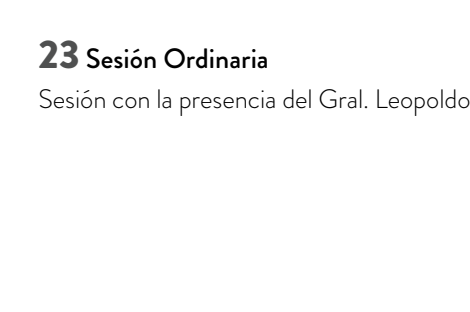 23 Sesión Ordinaria
Sesión con la presencia del Gral. Leopoldo